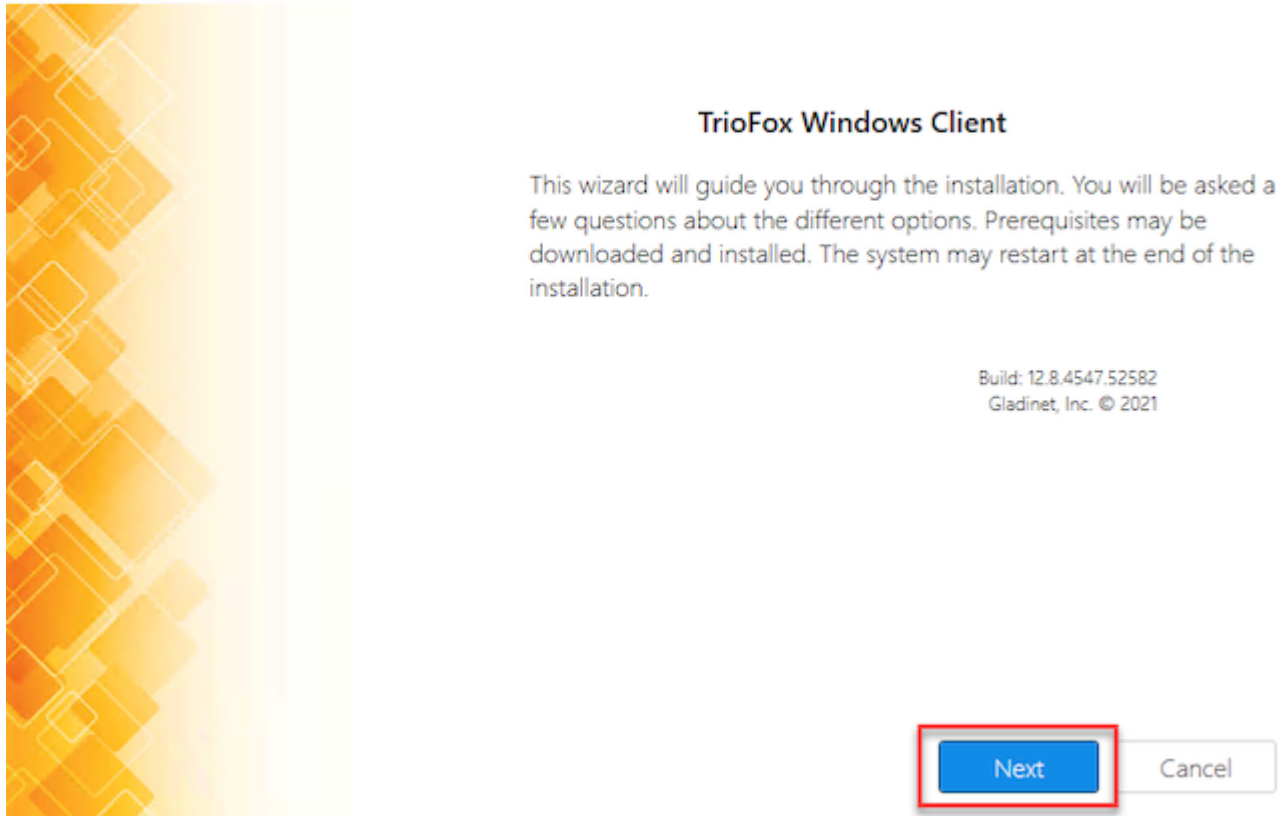 TrioFox Windows Client
This wizard will guide you through the installation. You will be asked a
few questions about the different options. Prerequisites may be
downloaded and installed. The system may restart at the end of the
installation.
Build: 12.8.4547.52582
Gladinet, Inc. © 2021
Next
Cancel